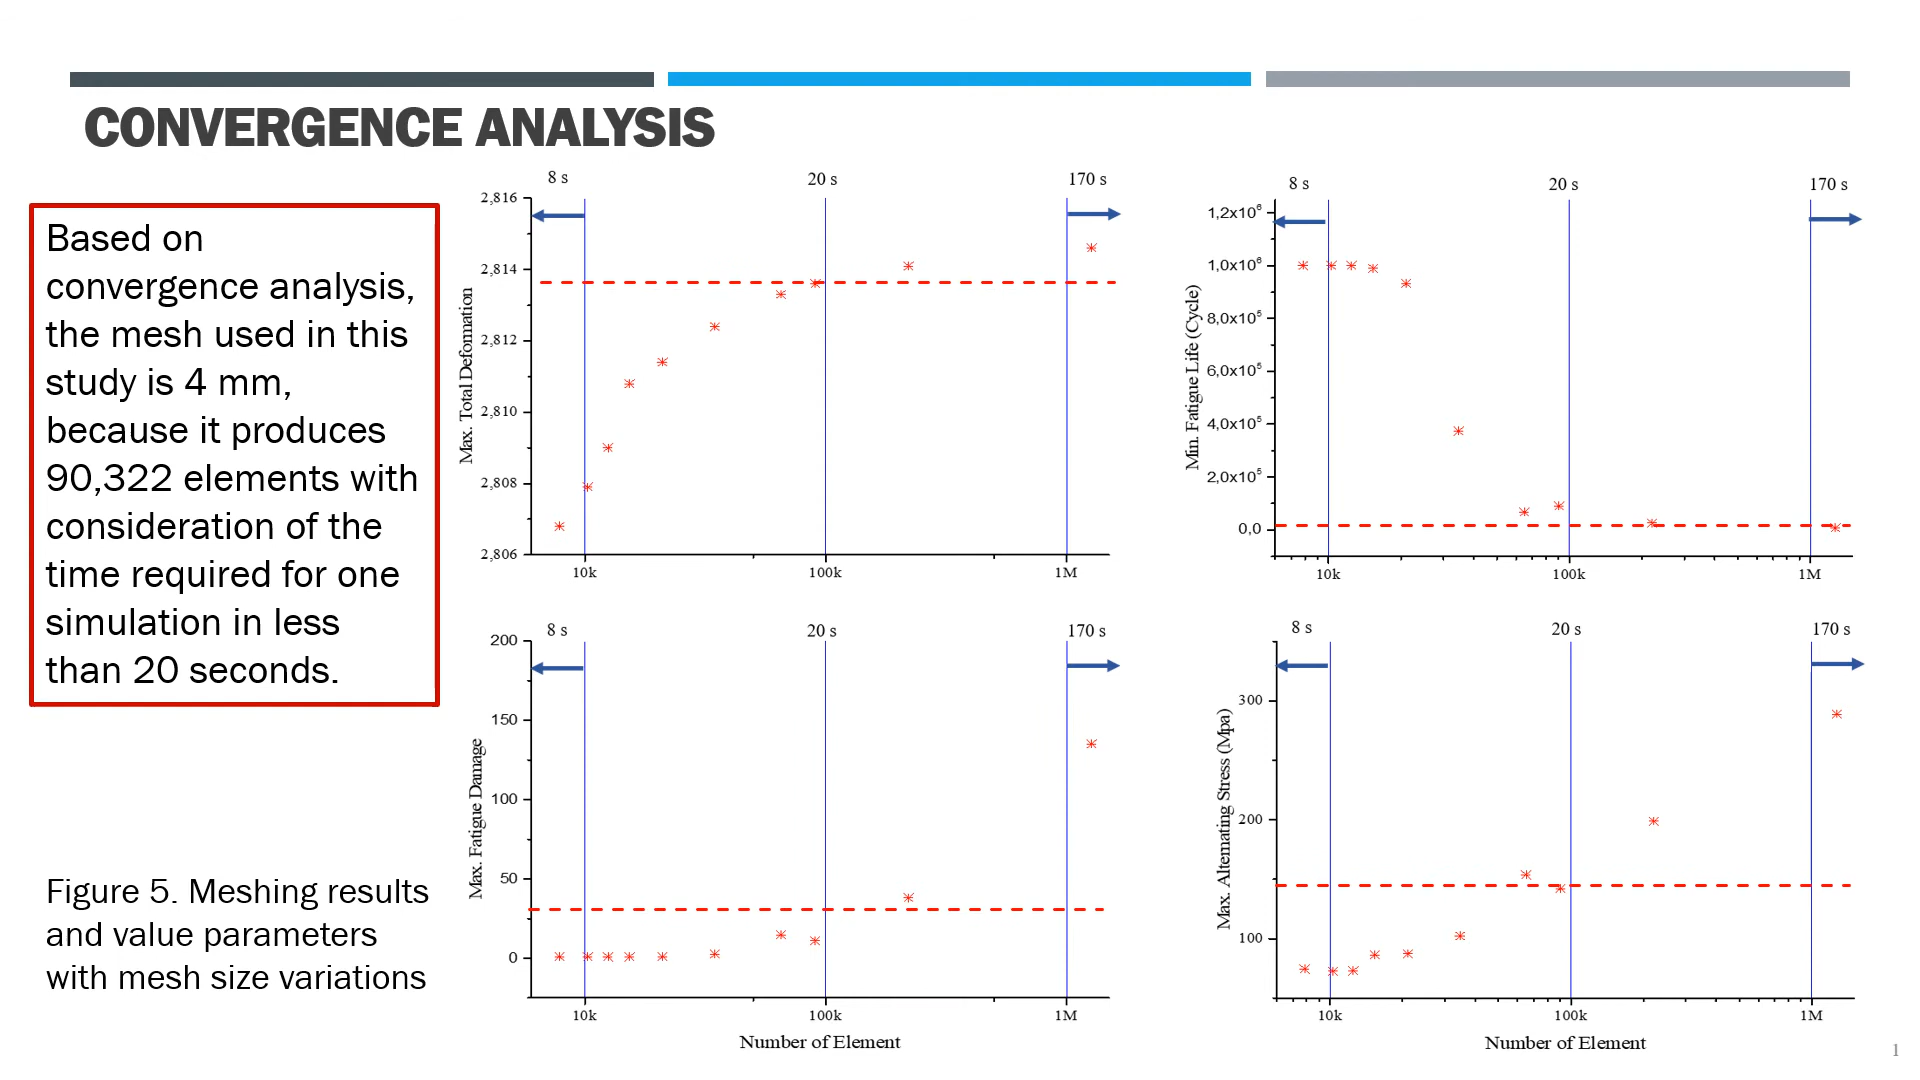 CONVERGENCE ANALYSIS
Based on
convergence analysis,
the mesh used in this
study is 4 mm,
because it produces
90,322 elements with
consideration of the
time required for one
simulation in less
than 20 seconds.
Figure 5. Meshing results
and value parameters
with mesh size variations
8 s
20 s
170 s
2,816
2,814
2,812
2,810
2,808
2,806
Max. Total Deformation
10k
100k
1M
8 s
20 s
170 s
1,2x10⁶
1,0x10⁶
8,0x10⁵
6,0x10⁵
4,0x10⁵
2,0x10⁵
0,0
Min. Fatigue Life (Cycle)
10k
100k
1M
8 s
20 s
170 s
200
150
100
50
0
Max. Fatigue Damage
10k
100k
1M
Number of Element
8 s
20 s
170 s
300
200
100
Max. Alternating Stress (Mpa)
10k
100k
1M
Number of Element
1